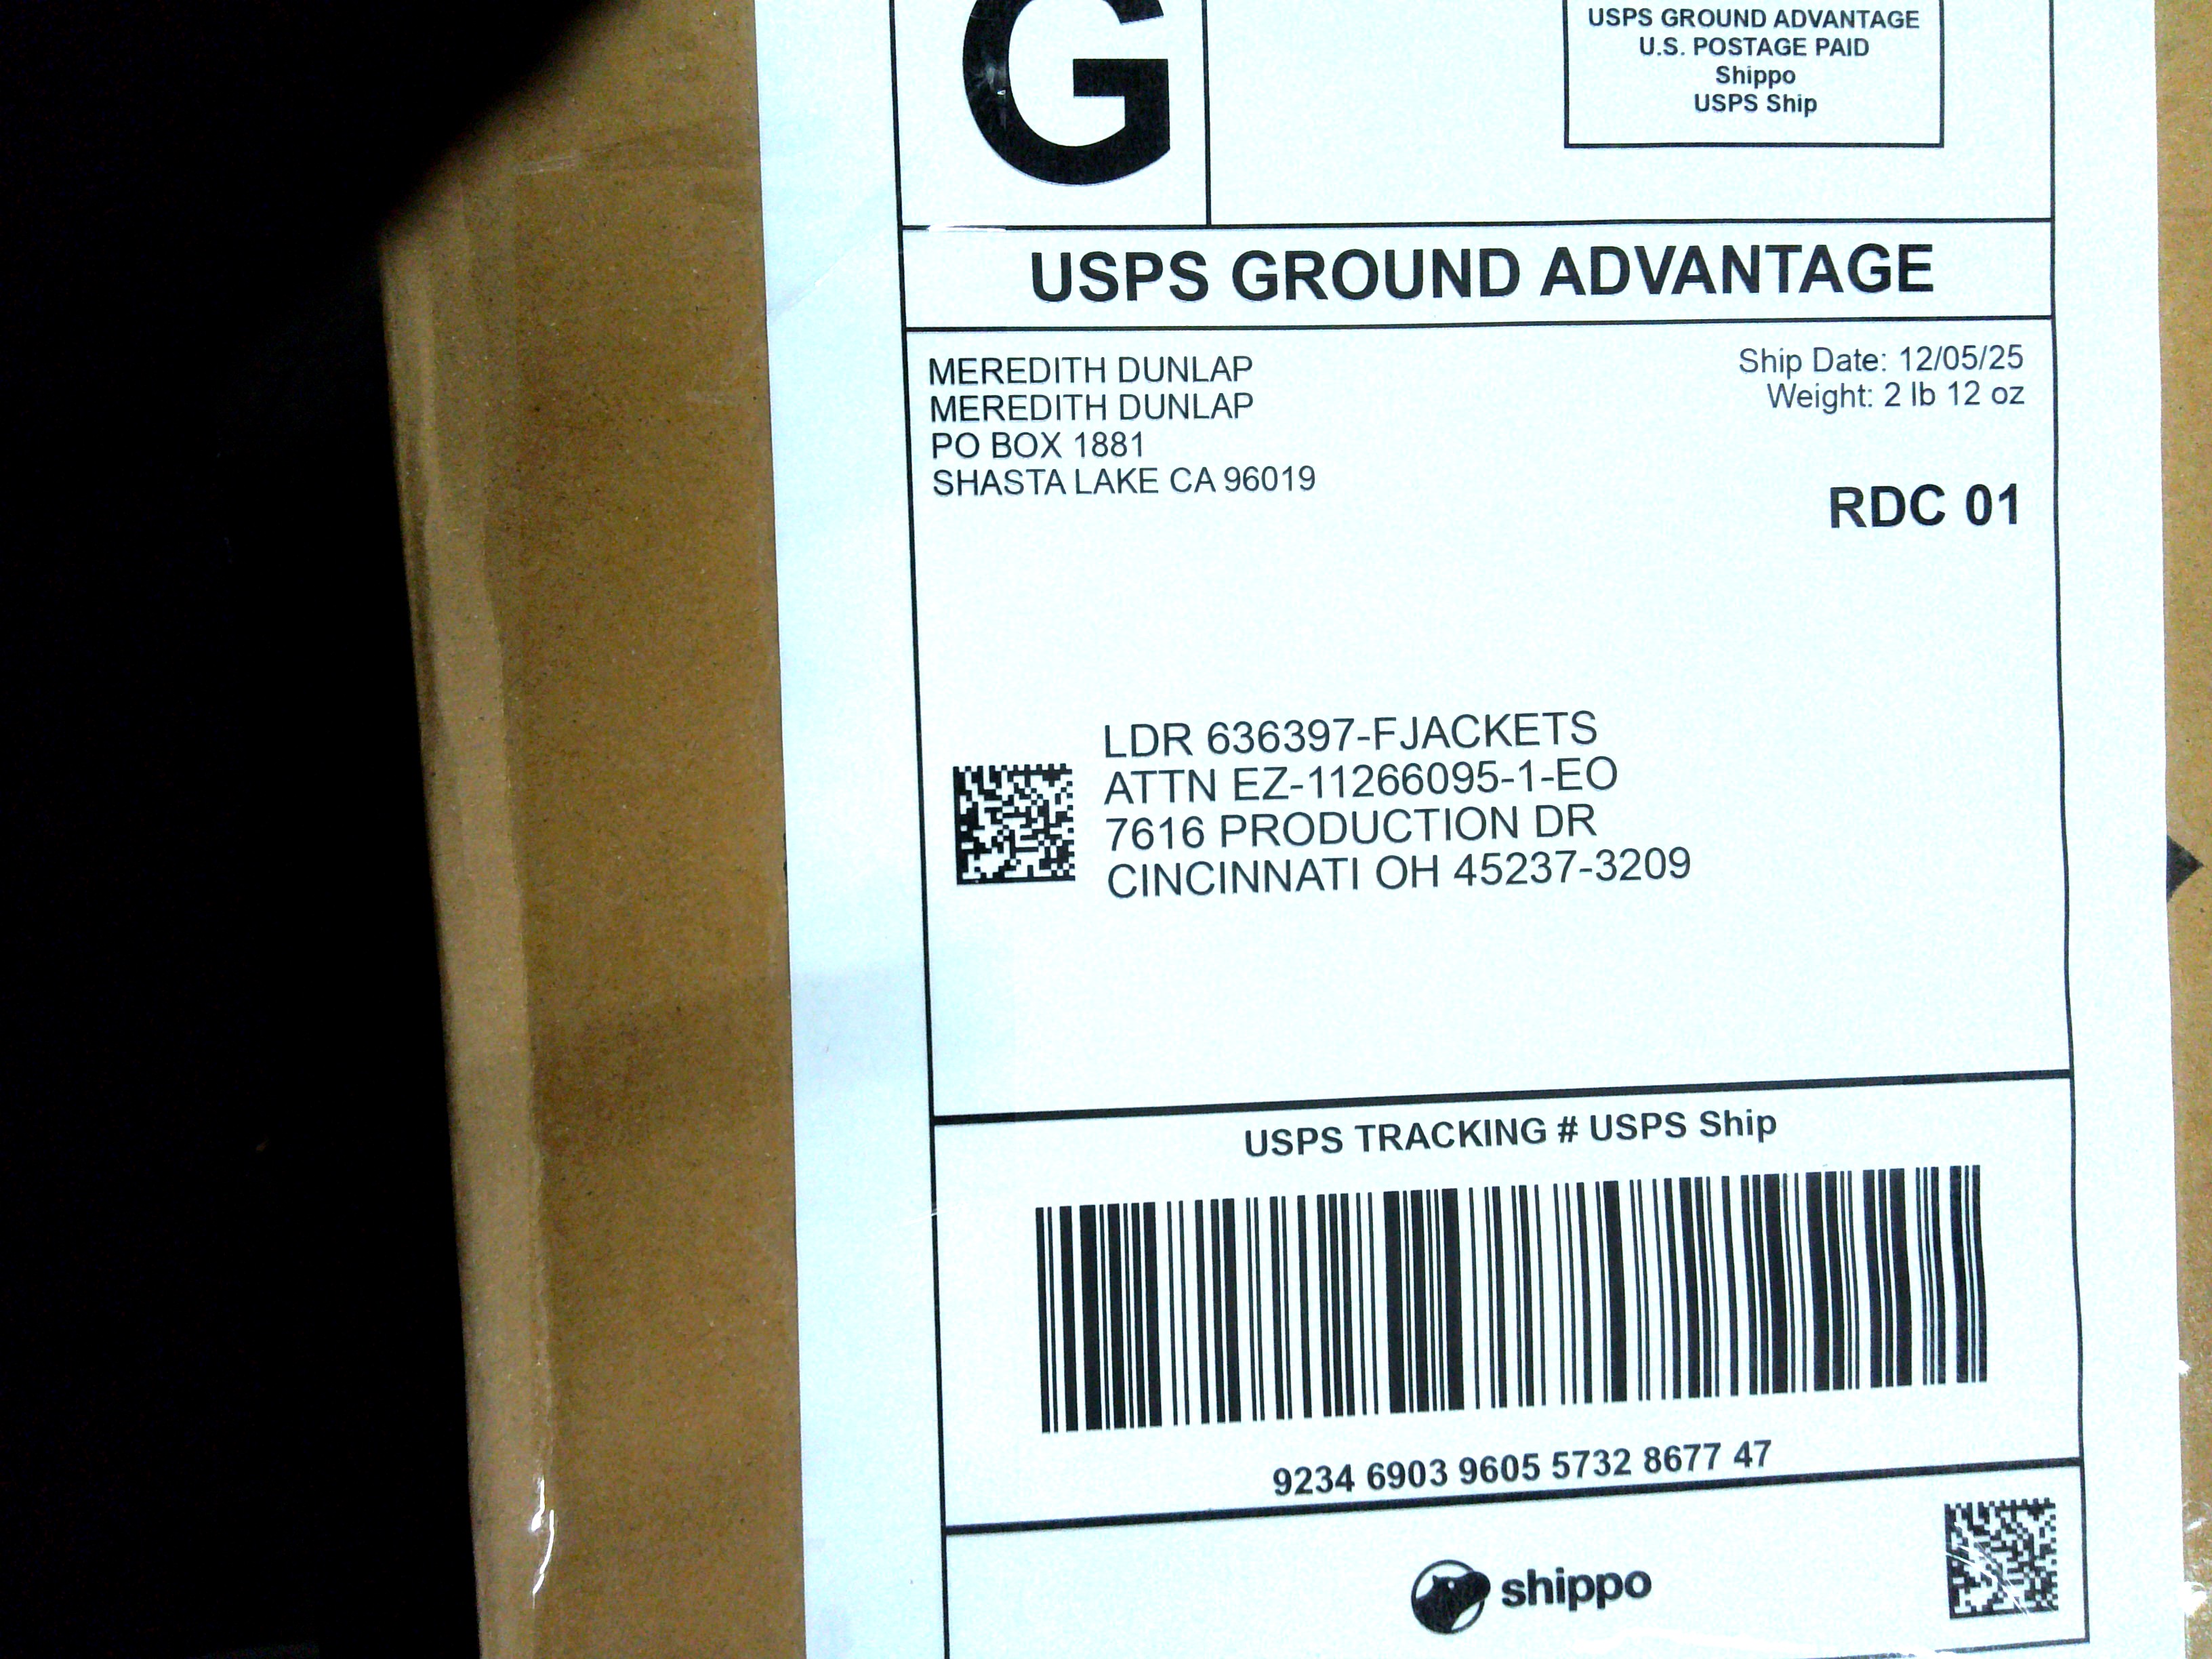 G
USPS GROUND ADVANTAGE
U.S. POSTAGE PAID
Shippo
USPS Ship
USPS GROUND ADVANTAGE
MEREDITH DUNLAP
MEREDITH DUNLAP
PO BOX 1881
SHASTA LAKE CA 96019
Ship Date: 12/05/25
Weight: 2 lb 12 oz
RDC 01
LDR 636397-FJACKETS
ATTN EZ-11266095-1-EO
7616 PRODUCTION DR
CINCINNATI OH 45237-3209
USPS TRACKING # USPS Ship
9234 6903 9605 5732 8677 47
shippo